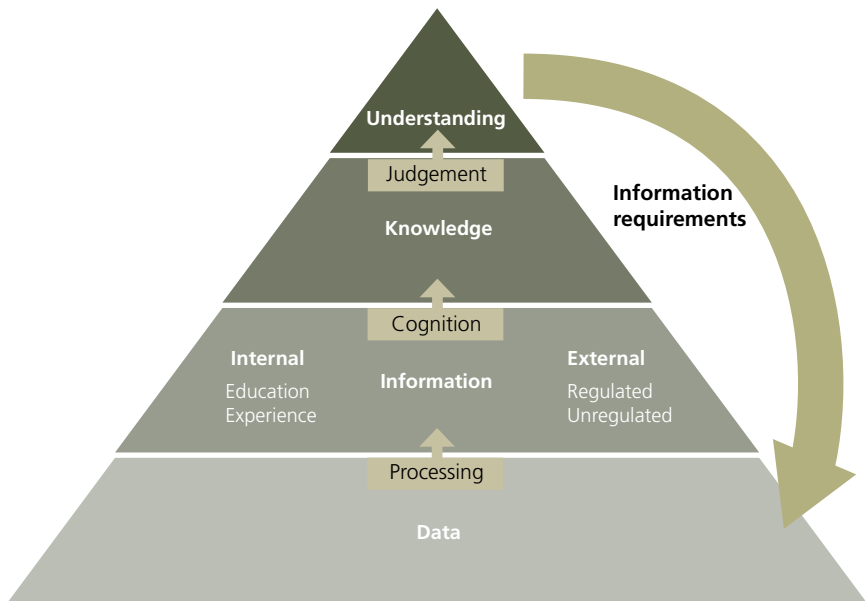 Understanding
Judgement
Information
requirements
Knowledge
Cognition
Internal
Education
Experience
Information
External
Regulated
Unregulated
Processing
Data